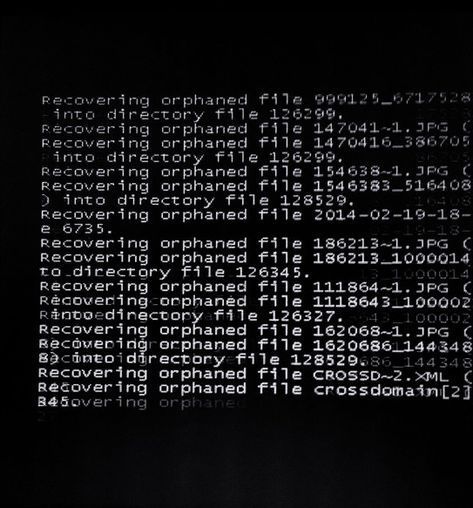 Recovering orphaned file 999125_6717528
into directory file 126299.
Recovering orphaned file 147041~1.JPG (
Recovering orphaned file 1470416_386705
into directory file 126299.
Recovering orphaned file 154638~1.JPG (
Recovering orphaned file 1546383_516408
) into directory file 128529.
Recovering orphaned file 2014-02-19-18-
e 6735.
Recovering orphaned file 186213~1.JPG (
Recovering orphaned file 186213_1000014
to directory file 126345.
Recovering orphaned file 111864~1.JPG (
Recovering orphaned file 1118643_100002
into directory file 126327.
Recovering orphaned file 162068~1.JPG (
Recovering orphaned file 1620686_144348
8) into directory file 128529.
Recovering orphaned file CROSSD~2.XML (
Recovering orphaned file crossdomain[2]
345.